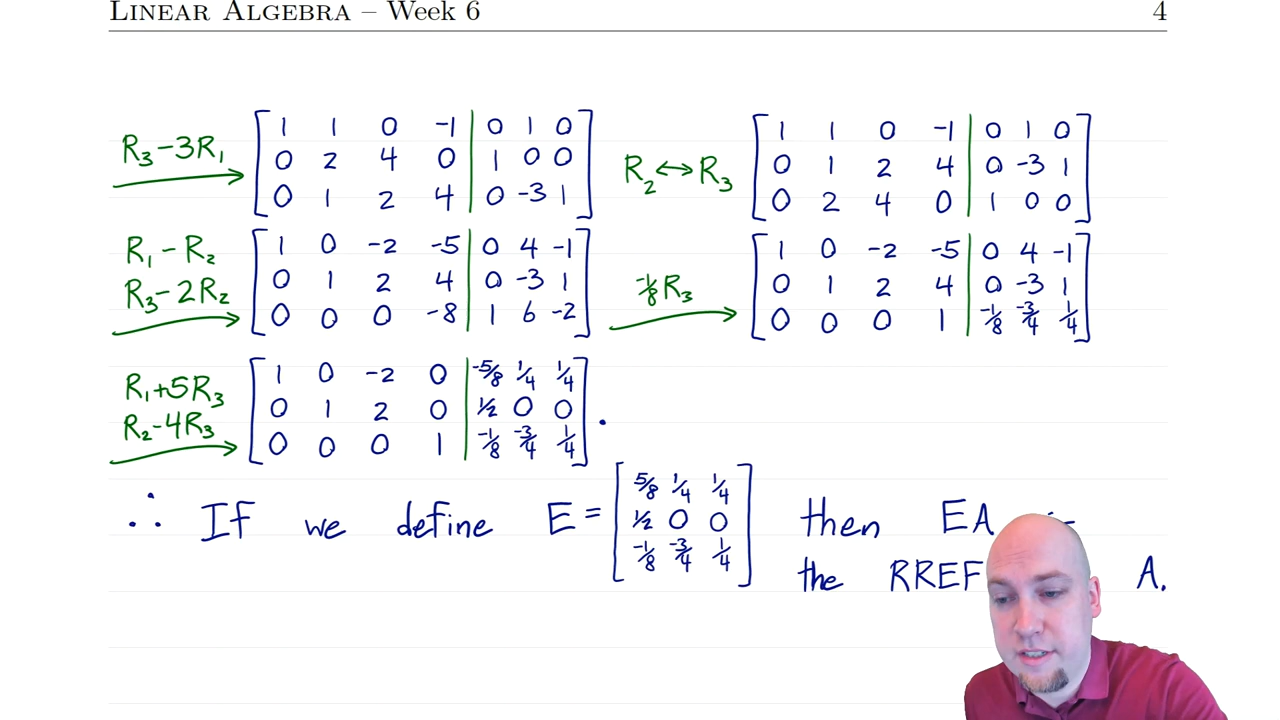 LINEAR ALGEBRA – Week 6 4
R₃-3R₁ [1 1 0 -1 | 0 1 0] R₂↔R₃ [1 1 0 -1 | 0 1 0]
[0 2 4 0 | 1 0 0] [0 1 2 4 | 0 -3 1]
[0 1 2 4 | 0 -3 1] [0 2 4 0 | 1 0 0]
R₁-R₂ [1 0 -2 -5 | 0 4 -1] [1 0 -2 -5 | 0 4 -1]
R₃-2R₂ [0 1 2 4 | 0 -3 1] -1/8R₃ [0 1 2 4 | 0 -3 1]
[0 0 0 -8 | 1 6 -2] [0 0 0 1 | -1/8 -3/4 1/4]
R₁+5R₃ [1 0 -2 0 | -5/8 1/4 1/4]
R₂-4R₃ [0 1 2 0 | 1/2 0 0].
[0 0 0 1 | -1/8 -3/4 1/4]
[5/8 1/4 1/4]
∴ If we define E = [1/2 0 0] then EA
[-1/8 -3/4 1/4]
the RREF A.